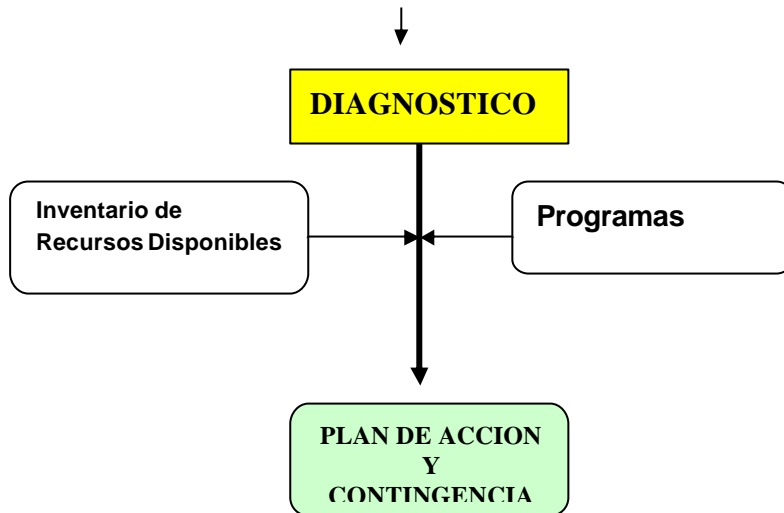 DIAGNOSTICO
Inventario de
Recursos Disponibles
Programas
PLAN DE ACCION
Y
CONTINGENCIA